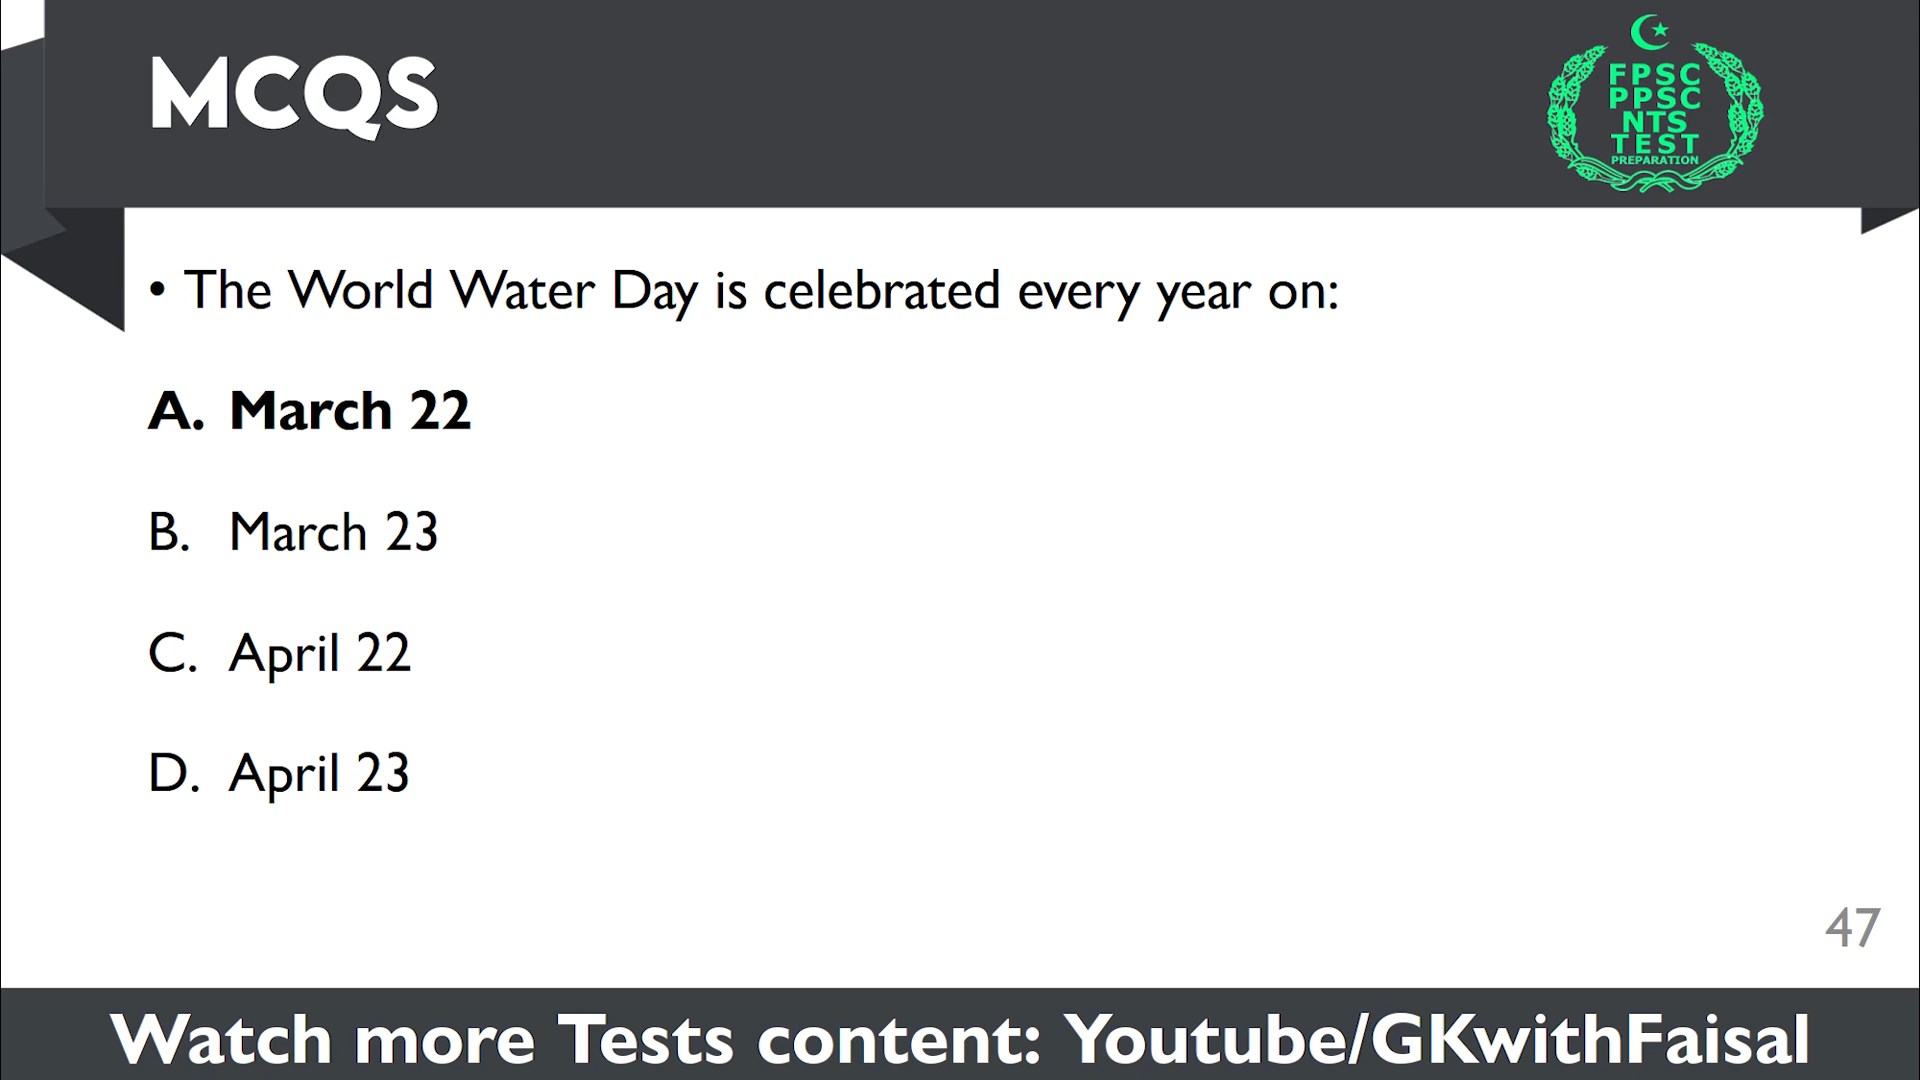 MCQS
FPSC
PPSC
NTS
TEST
PREPARATION
• The World Water Day is celebrated every year on:
A. March 22
B. March 23
C. April 22
D. April 23
47
Watch more Tests content: Youtube/GKwithFaisal